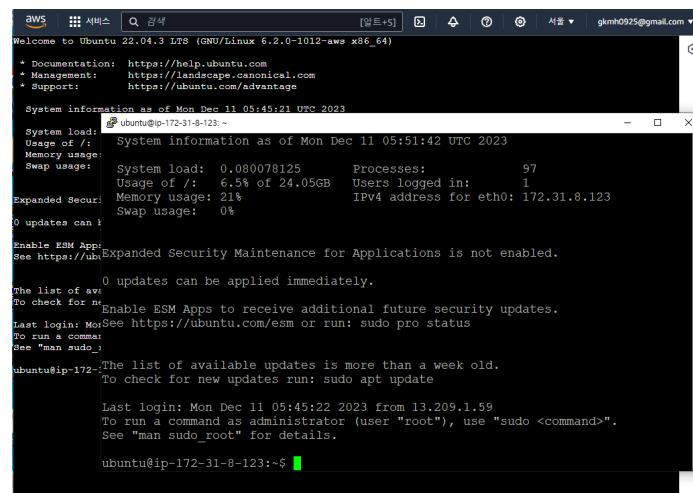 aws
서비스
검색
[알트+S]
서울 ▼
gkmh0925@gmail.com ▼
Welcome to Ubuntu 22.04.3 LTS (GNU/Linux 6.2.0-1012-aws x86_64)
* Documentation: https://help.ubuntu.com
* Management: https://landscape.canonical.com
* Support: https://ubuntu.com/advantage
System information as of Mon Dec 11 05:45:21 UTC 2023
System load:
Usage of /:
Memory usage:
Swap usage:
Expanded Secur
0 updates can
Enable ESM App
See https://ub
The list of av
To check for ne
Last login: Mo
To run a comma
See "man sudo_
ubuntu@ip-172-
ubuntu@ip-172-31-8-123: ~
System information as of Mon Dec 11 05:51:42 UTC 2023
System load: 0.080078125 Processes: 97
Usage of /: 6.5% of 24.05GB Users logged in: 1
Memory usage: 21% IPv4 address for eth0: 172.31.8.123
Swap usage: 0%
Expanded Security Maintenance for Applications is not enabled.
0 updates can be applied immediately.
Enable ESM Apps to receive additional future security updates.
See https://ubuntu.com/esm or run: sudo pro status
The list of available updates is more than a week old.
To check for new updates run: sudo apt update
Last login: Mon Dec 11 05:45:22 2023 from 13.209.1.59
To run a command as administrator (user "root"), use "sudo <command>".
See "man sudo_root" for details.
ubuntu@ip-172-31-8-123:~$